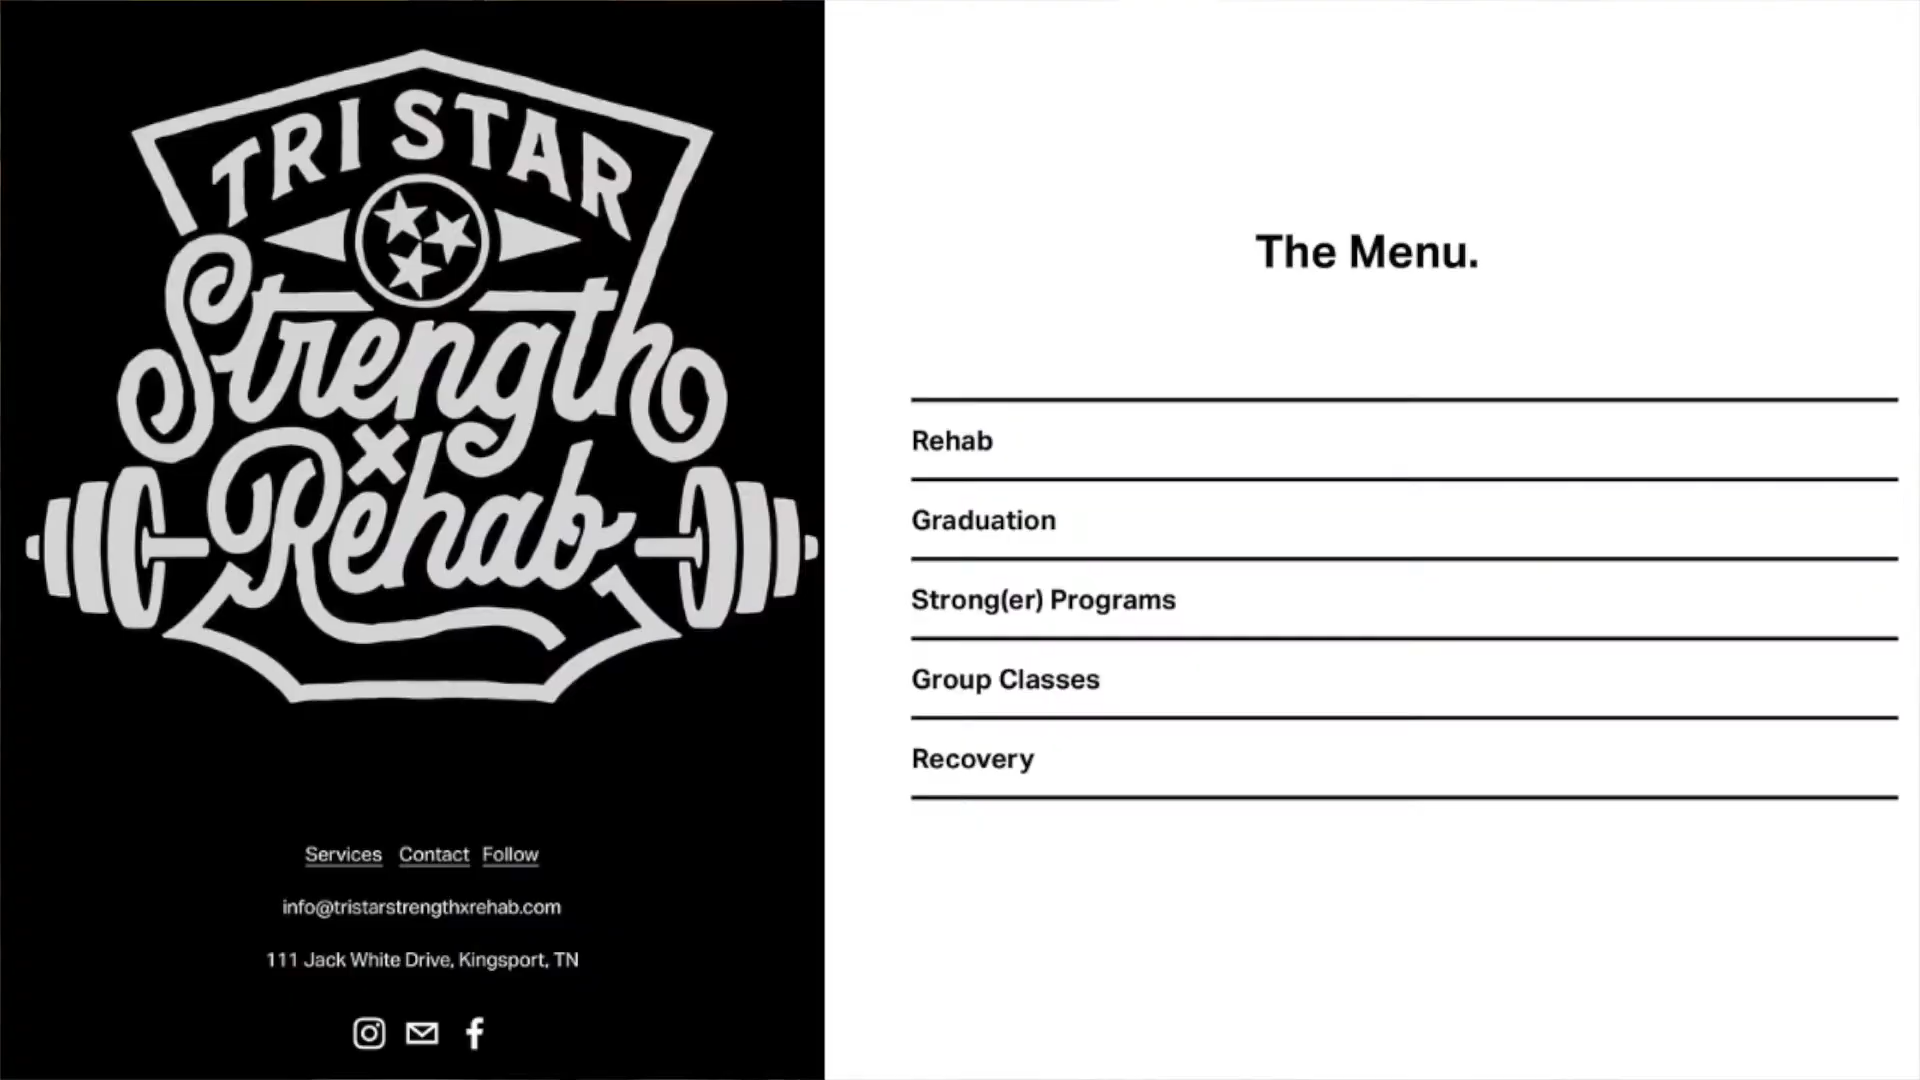 TRI STAR
Strength
x
Rehab
Services Contact Follow
info@tristarstrengthxrehab.com
111 Jack White Drive, Kingsport, TN
The Menu.
Rehab
Graduation
Strong(er) Programs
Group Classes
Recovery